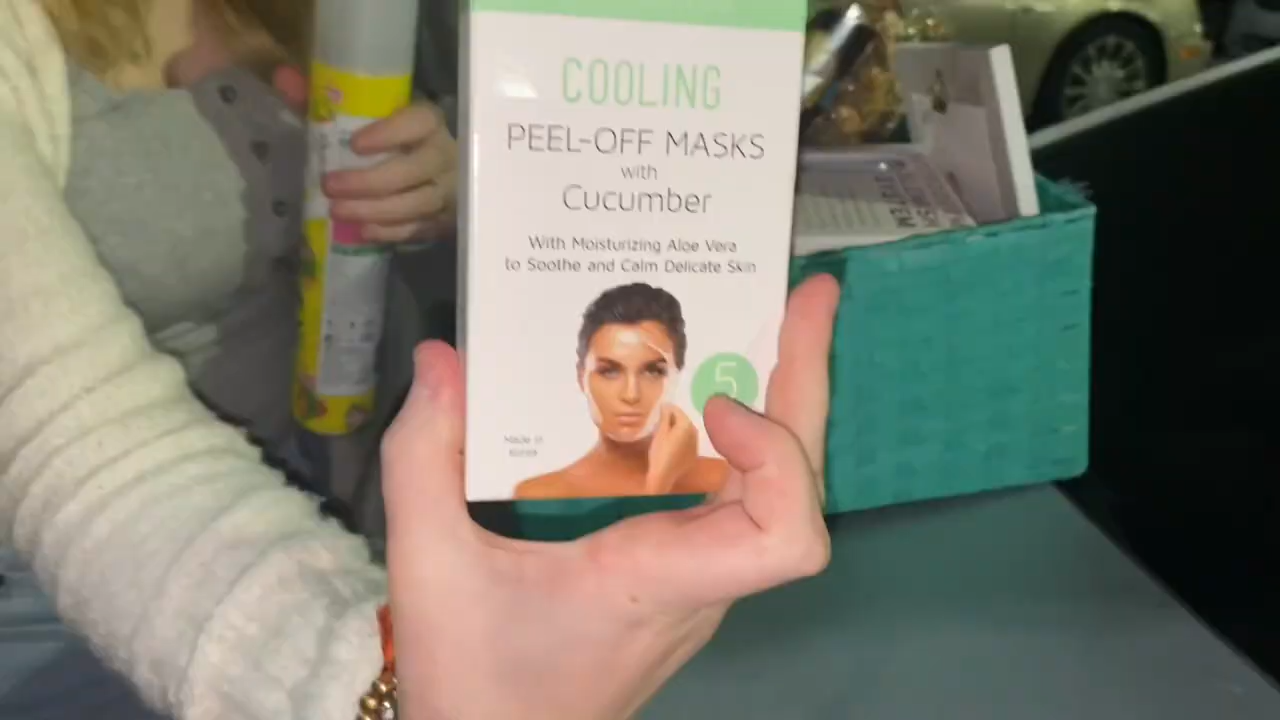 COOLING
PEEL-OFF MASKS
with
Cucumber
With Moisturizing Aloe Vera
to Soothe and Calm Delicate Skin
5
Made in
Korea